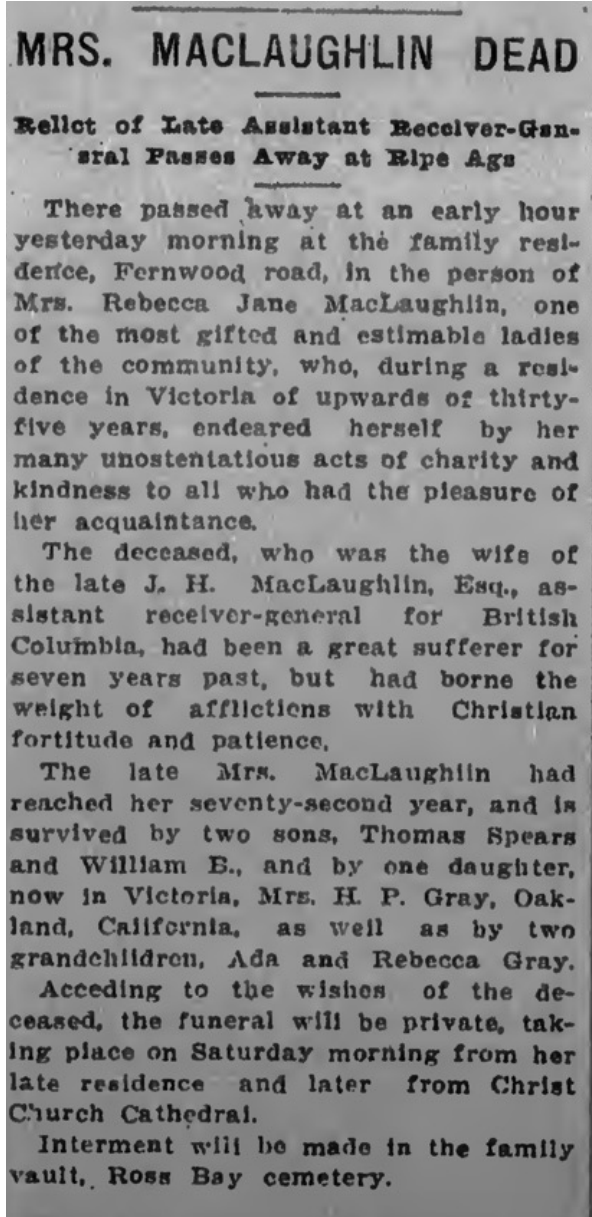 MRS. MACLAUGHLIN DEAD
Relict of Late Assistant Receiver-Gen-
eral Passes Away at Ripe Age
There passed away at an early hour
yesterday morning at the family resi-
dence, Fernwood road, in the person of
Mrs. Rebecca Jane MacLaughlin, one
of the most gifted and estimable ladies
of the community, who, during a resi-
dence in Victoria of upwards of thirty-
five years, endeared herself by her
many unostentatious acts of charity and
kindness to all who had the pleasure of
her acquaintance.
The deceased, who was the wife of
the late J. H. MacLaughlin, Esq., as-
sistant receiver-general for British
Columbia, had been a great sufferer for
seven years past, but had borne the
weight of afflictions with Christian
fortitude and patience.
The late Mrs. MacLaughlin had
reached her seventy-second year, and is
survived by two sons, Thomas Spears
and William B., and by one daughter,
now in Victoria, Mrs. H. P. Gray, Oak-
land, California, as well as by two
grandchildren, Ada and Rebecca Gray.
Acceding to the wishes of the de-
ceased, the funeral will be private, tak-
ing place on Saturday morning from her
late residence and later from Christ
Church Cathedral.
Interment will be made in the family
vault, Ross Bay cemetery.